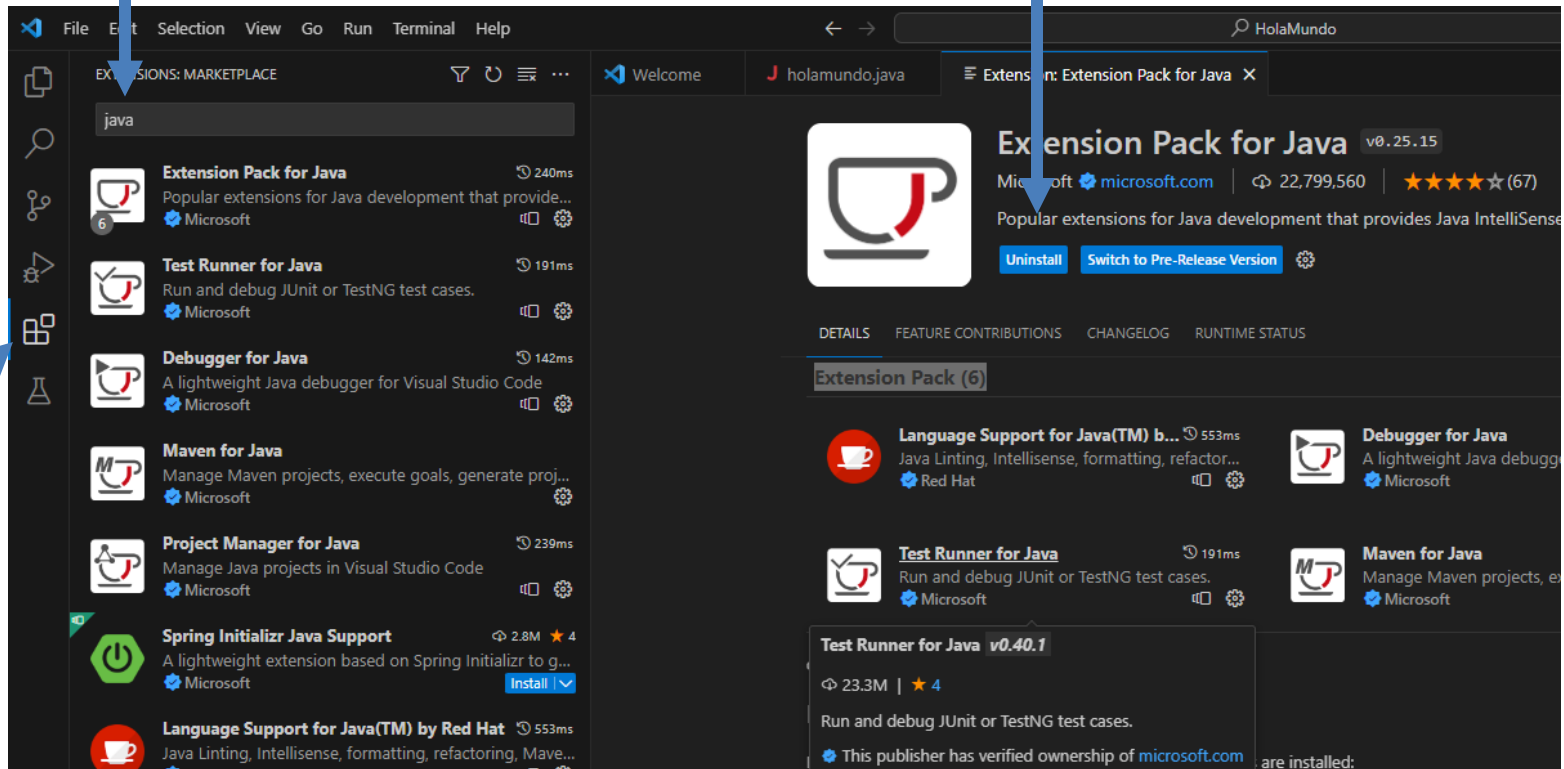 File Edit Selection View Go Run Terminal Help
HolaMundo
EXTENSIONS: MARKETPLACE
java
Extension Pack for Java 240ms
Popular extensions for Java development that provide...
Microsoft
6
Test Runner for Java 191ms
Run and debug JUnit or TestNG test cases.
Microsoft
Debugger for Java 142ms
A lightweight Java debugger for Visual Studio Code
Microsoft
Maven for Java
Manage Maven projects, execute goals, generate proj...
Microsoft
Project Manager for Java 239ms
Manage Java projects in Visual Studio Code
Microsoft
Spring Initializr Java Support 2.8M 4
A lightweight extension based on Spring Initializr to g...
Microsoft Install
Language Support for Java(TM) by Red Hat 553ms
Java Linting, Intellisense, formatting, refactoring, Mave...
Welcome
J holamundo.java
Extension: Extension Pack for Java
Extension Pack for Java v0.25.15
Microsoft microsoft.com 22,799,560 (67)
Popular extensions for Java development that provides Java IntelliSense
Uninstall Switch to Pre-Release Version
DETAILS FEATURE CONTRIBUTIONS CHANGELOG RUNTIME STATUS
Extension Pack (6)
Language Support for Java(TM) b... 553ms
Java Linting, Intellisense, formatting, refactor...
Red Hat
Debugger for Java
A lightweight Java debugg
Microsoft
Test Runner for Java 191ms
Run and debug JUnit or TestNG test cases.
Microsoft
Maven for Java
Manage Maven projects, e
Microsoft
Test Runner for Java v0.40.1
23.3M | 4
Run and debug JUnit or TestNG test cases.
This publisher has verified ownership of microsoft.com
are installed: